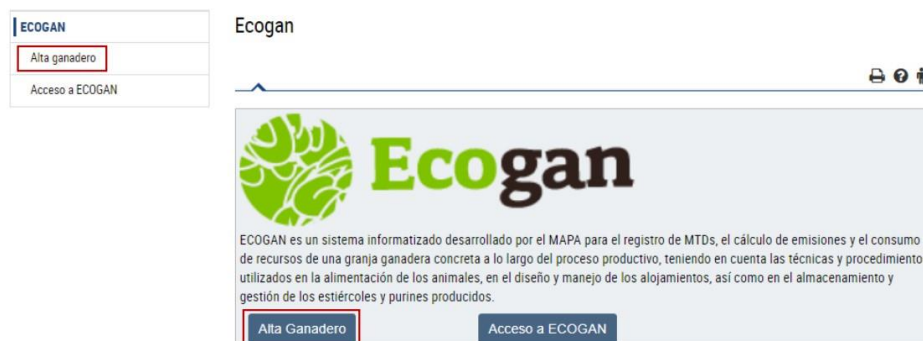 ECOGAN
Alta ganadero
Acceso a ECOGAN
Ecogan
Ecogan
ECOGAN es un sistema informatizado desarrollado por el MAPA para el registro de MTDs, el cálculo de emisiones y el consumo
de recursos de una granja ganadera concreta a lo largo del proceso productivo, teniendo en cuenta las técnicas y procedimiento
utilizados en la alimentación de los animales, en el diseño y manejo de los alojamientos, así como en el almacenamiento y
gestión de los estiércoles y purines producidos.
Alta Ganadero
Acceso a ECOGAN